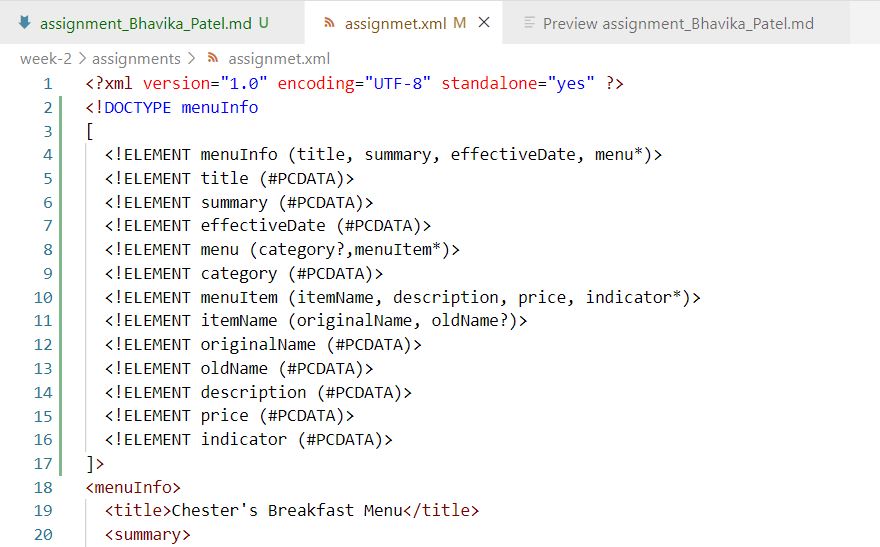 assignment_Bhavika_Patel.md U
assignmet.xml M
Preview assignment_Bhavika_Patel.md
week-2 > assignments > assignmet.xml
1 <?xml version="1.0" encoding="UTF-8" standalone="yes" ?>
2 <!DOCTYPE menuInfo
3 [
4 <!ELEMENT menuInfo (title, summary, effectiveDate, menu*)>
5 <!ELEMENT title (#PCDATA)>
6 <!ELEMENT summary (#PCDATA)>
7 <!ELEMENT effectiveDate (#PCDATA)>
8 <!ELEMENT menu (category?,menuItem*)>
9 <!ELEMENT category (#PCDATA)>
10 <!ELEMENT menuItem (itemName, description, price, indicator*)>
11 <!ELEMENT itemName (originalName, oldName?)>
12 <!ELEMENT originalName (#PCDATA)>
13 <!ELEMENT oldName (#PCDATA)>
14 <!ELEMENT description (#PCDATA)>
15 <!ELEMENT price (#PCDATA)>
16 <!ELEMENT indicator (#PCDATA)>
17 ]>
18 <menuInfo>
19 <title>Chester's Breakfast Menu</title>
20 <summary>